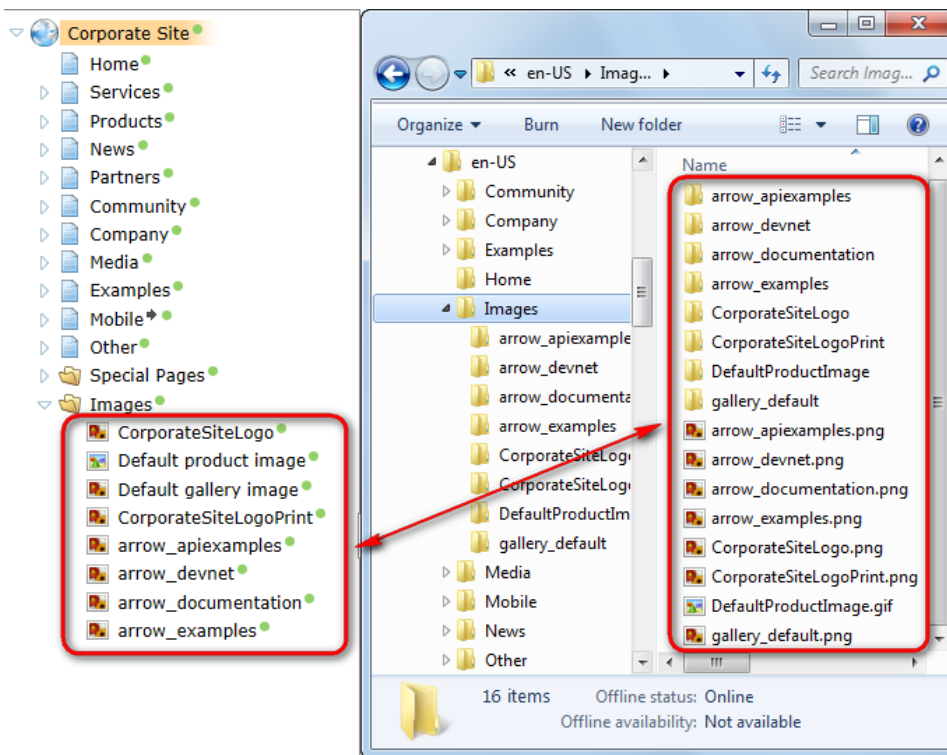 Corporate Site
Home
Services
Products
News
Partners
Community
Company
Media
Examples
Mobile
Other
Special Pages
Images
CorporateSiteLogo
Default product image
Default gallery image
CorporateSiteLogoPrint
arrow_apiexamples
arrow_devnet
arrow_documentation
arrow_examples
« en-US Imag...
Search Imag...
Organize Burn New folder
en-US
Community
Company
Examples
Home
Images
arrow_apiexample
arrow_devnet
arrow_documenta
arrow_examples
CorporateSiteLog
CorporateSiteLog
DefaultProductIm
gallery_default
Media
Mobile
News
Other
Name
arrow_apiexamples
arrow_devnet
arrow_documentation
arrow_examples
CorporateSiteLogo
CorporateSiteLogoPrint
DefaultProductImage
gallery_default
arrow_apiexamples.png
arrow_devnet.png
arrow_documentation.png
arrow_examples.png
CorporateSiteLogo.png
CorporateSiteLogoPrint.png
DefaultProductImage.gif
gallery_default.png
16 items Offline status: Online
Offline availability: Not available